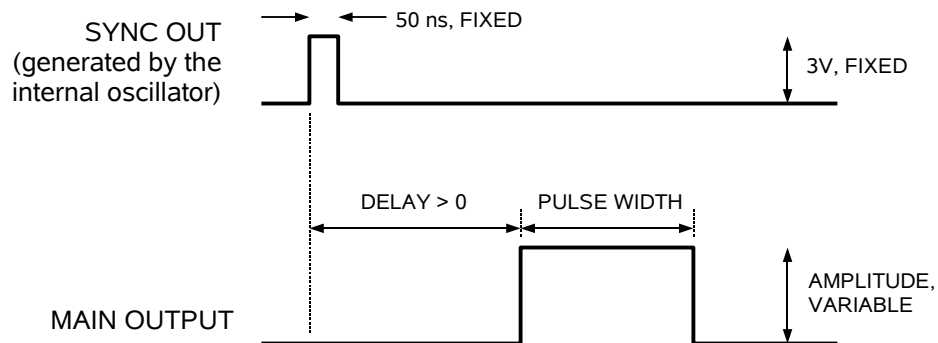 50 ns, FIXED
SYNC OUT
(generated by the
internal oscillator)
3V, FIXED
DELAY > 0
PULSE WIDTH
AMPLITUDE,
VARIABLE
MAIN OUTPUT